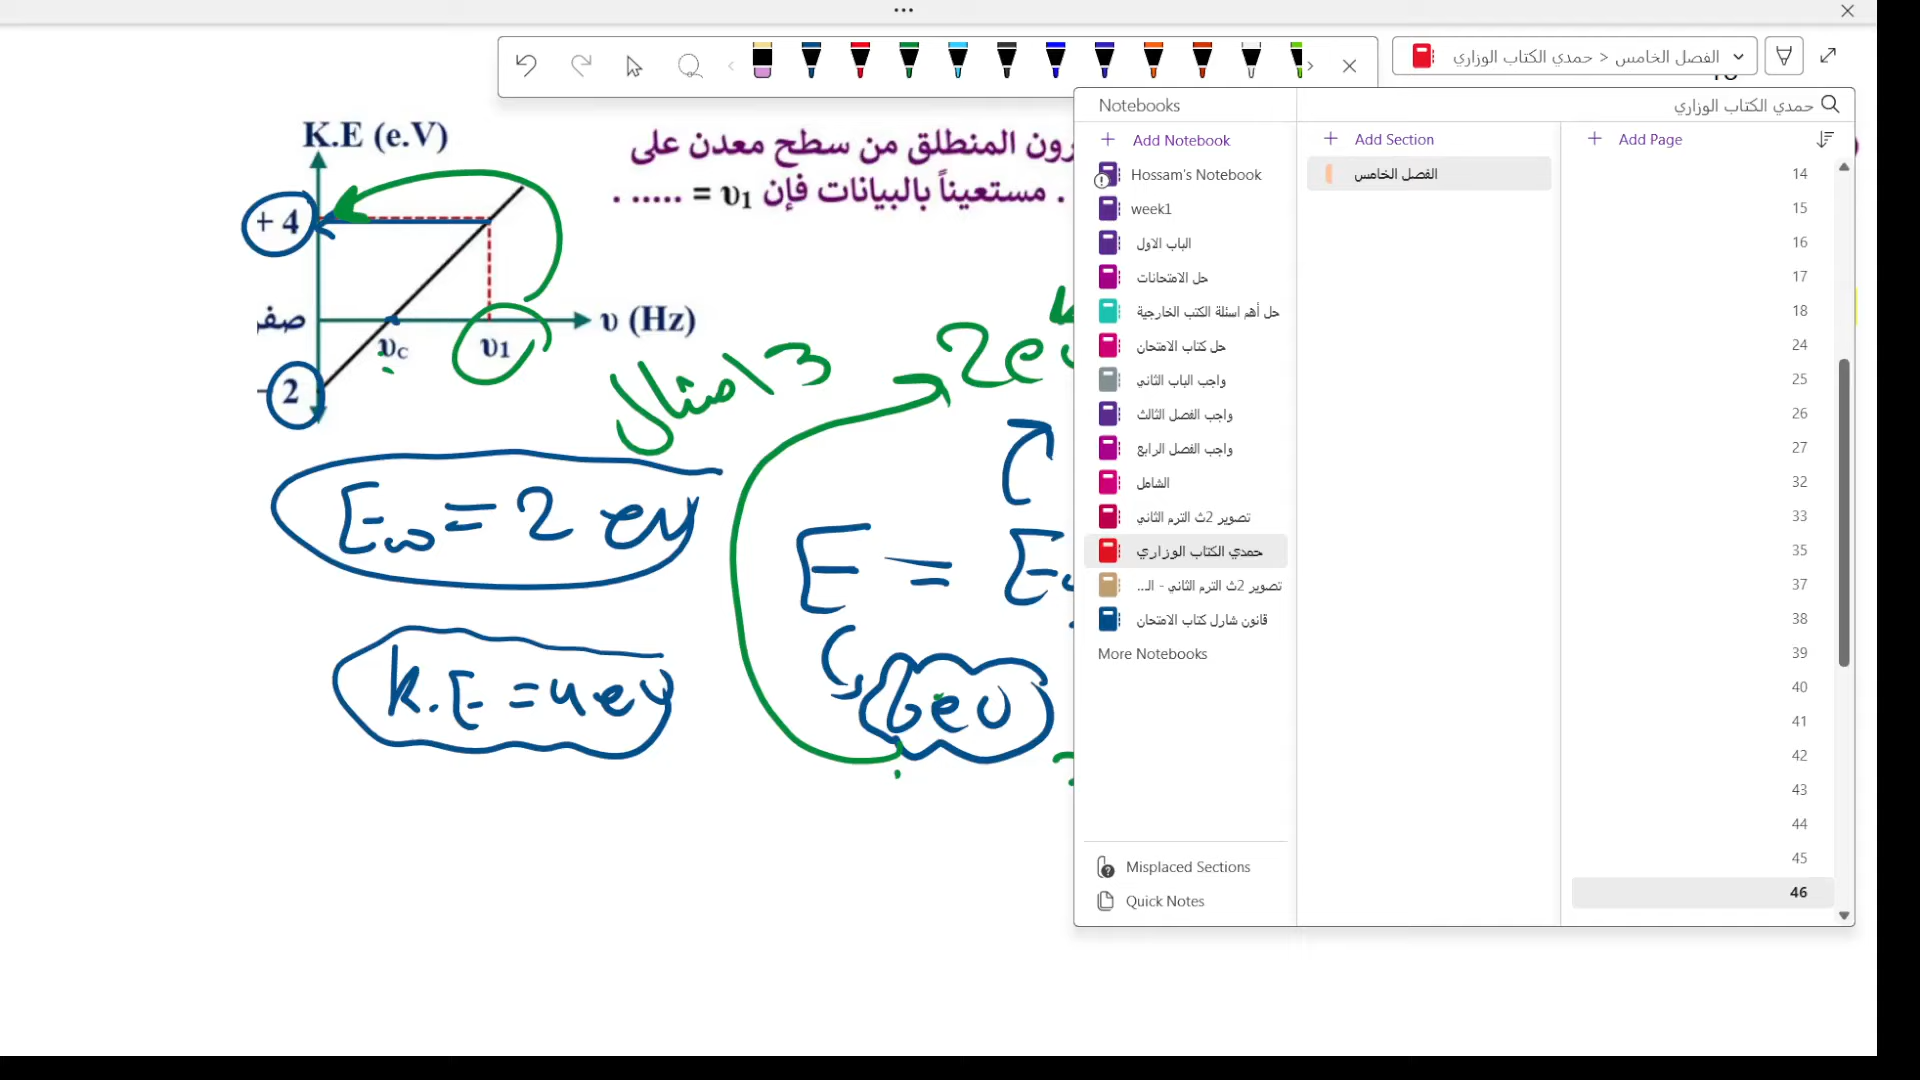 الفصل الخامس < حمدي الكتاب الوزاري
Notebooks
حمدي الكتاب الوزاري
+ Add Notebook
Hossam's Notebook
week1
الباب الاول
حل الامتحانات
حل أهم اسئلة الكتب الخارجية
حل كتاب الامتحان
واجب الباب الثاني
واجب الفصل الثالث
واجب الفصل الرابع
الشامل
تصوير 2ث الترم الثاني
حمدي الكتاب الوزاري
تصوير 2ث الترم الثاني - الـ...
قانون شارل كتاب الامتحان
More Notebooks
Misplaced Sections
Quick Notes
+ Add Section
الفصل الخامس
+ Add Page
14
15
16
17
18
24
25
26
27
32
33
35
37
38
39
40
41
42
43
44
45
46
المنطلق من سطح معدن على
. مستعيناً بالبيانات فإن υ1 = ..... .
K.E (e.V)
+ 4
υ (Hz)
υC
υ1
- 2
3 امثال
2e
Ew = 2 ev
E = E
k.E = 4 ev
6 ev